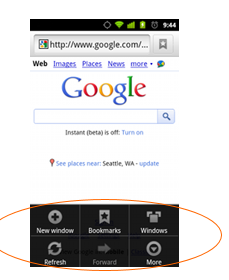 9:44
http://www.google.com/...
Web Images Places News more
Google
Instant (beta) is off: Turn on
See places near: Seattle, WA - update
New window Bookmarks Windows
Refresh Forward More